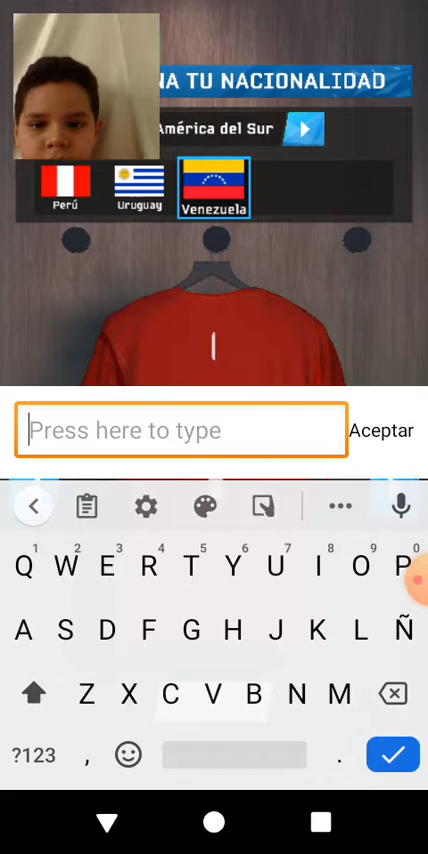 NA TU NACIONALIDAD
América del Sur
Perú
Uruguay
Venezuela
Press here to type
Aceptar
1 2 3 4 5 6 7 8 9 0
Q W E R T Y U I O P
A S D F G H J K L Ñ
Z X C V B N M
?123 , .